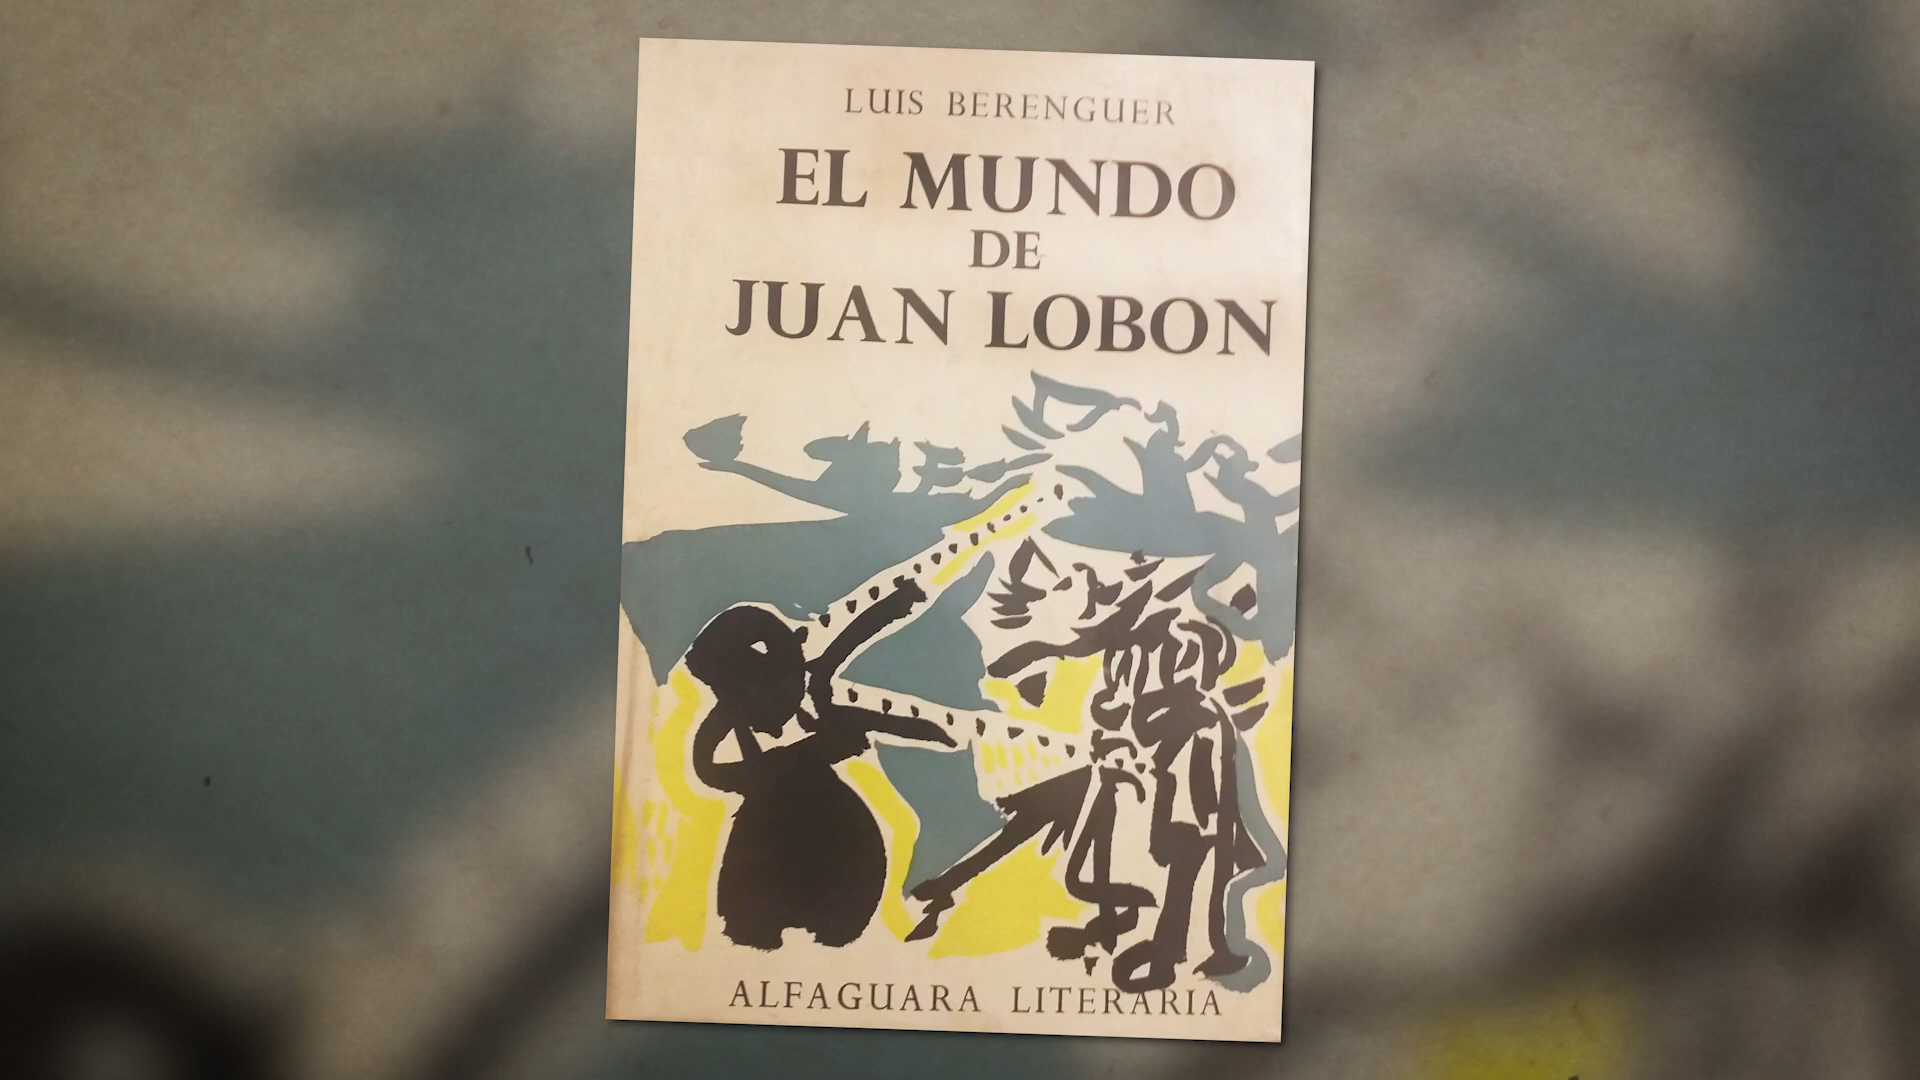 LUIS BERENGUER
EL MUNDO
DE
JUAN LOBON
ALFAGUARA LITERARIA